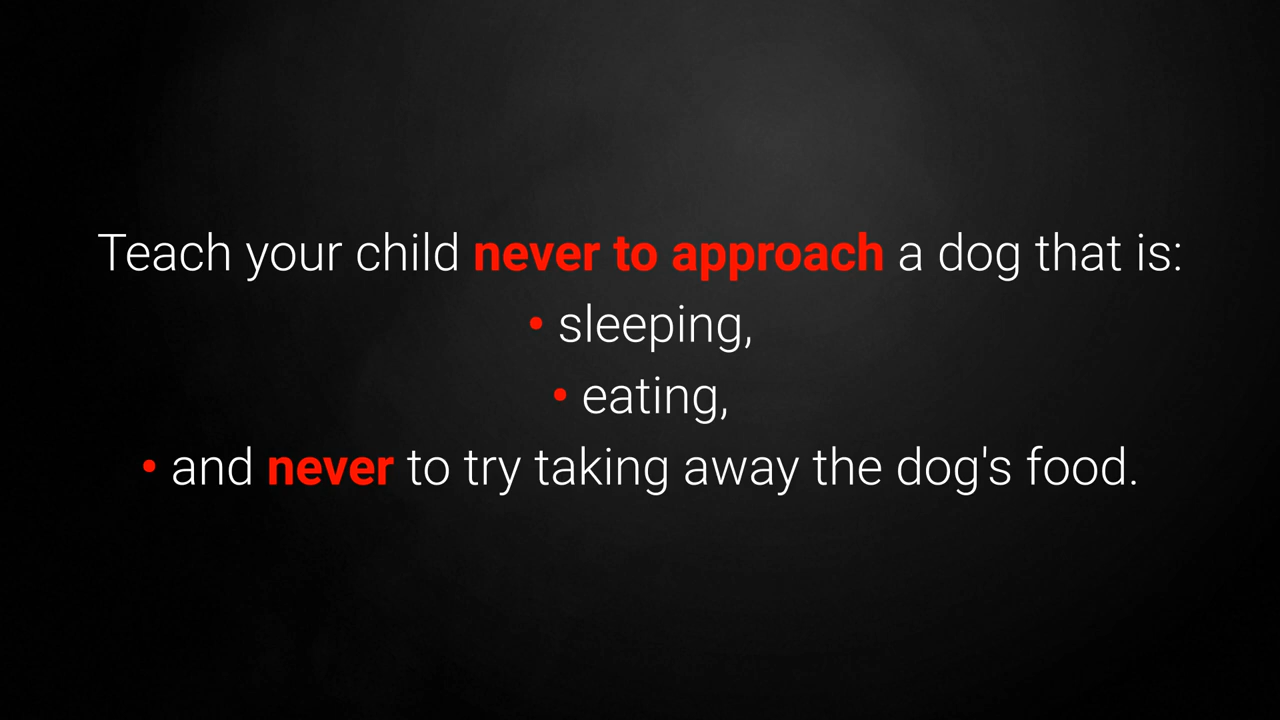 Teach your child never to approach a dog that is:
• sleeping,
• eating,
• and never to try taking away the dog's food.